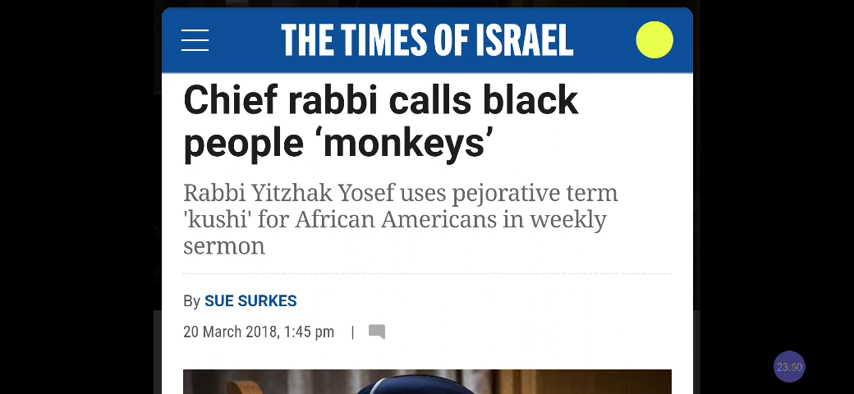 THE TIMES OF ISRAEL
Chief rabbi calls black
people ‘monkeys’
Rabbi Yitzhak Yosef uses pejorative term
'kushi' for African Americans in weekly
sermon
By SUE SURKES
20 March 2018, 1:45 pm |
23:50